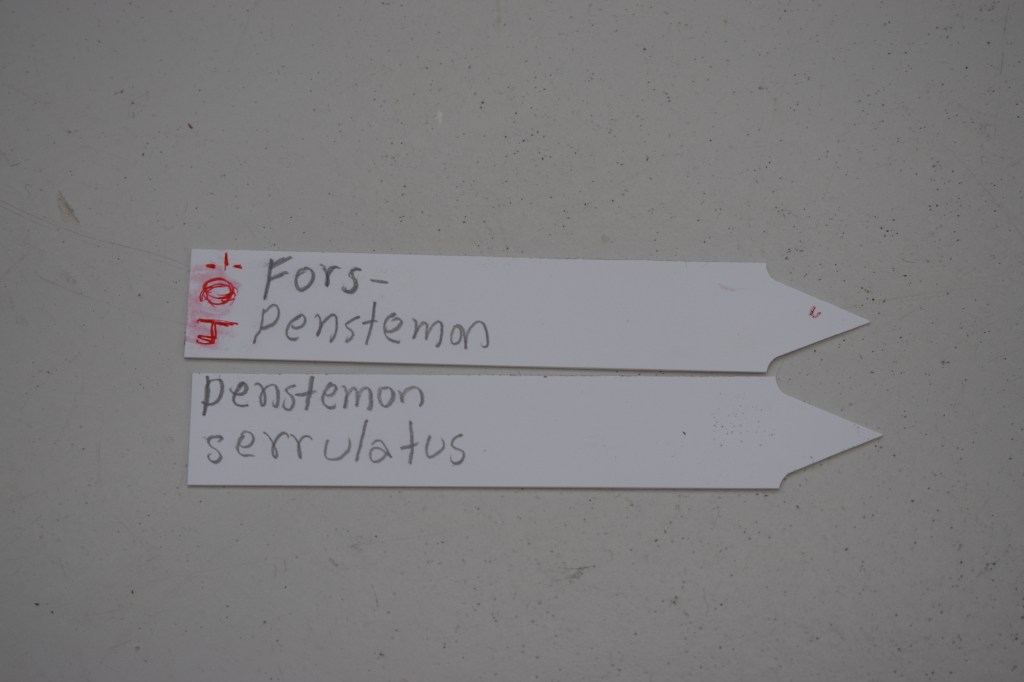 Fors-
Penstemon
Penstemon
serrulatus